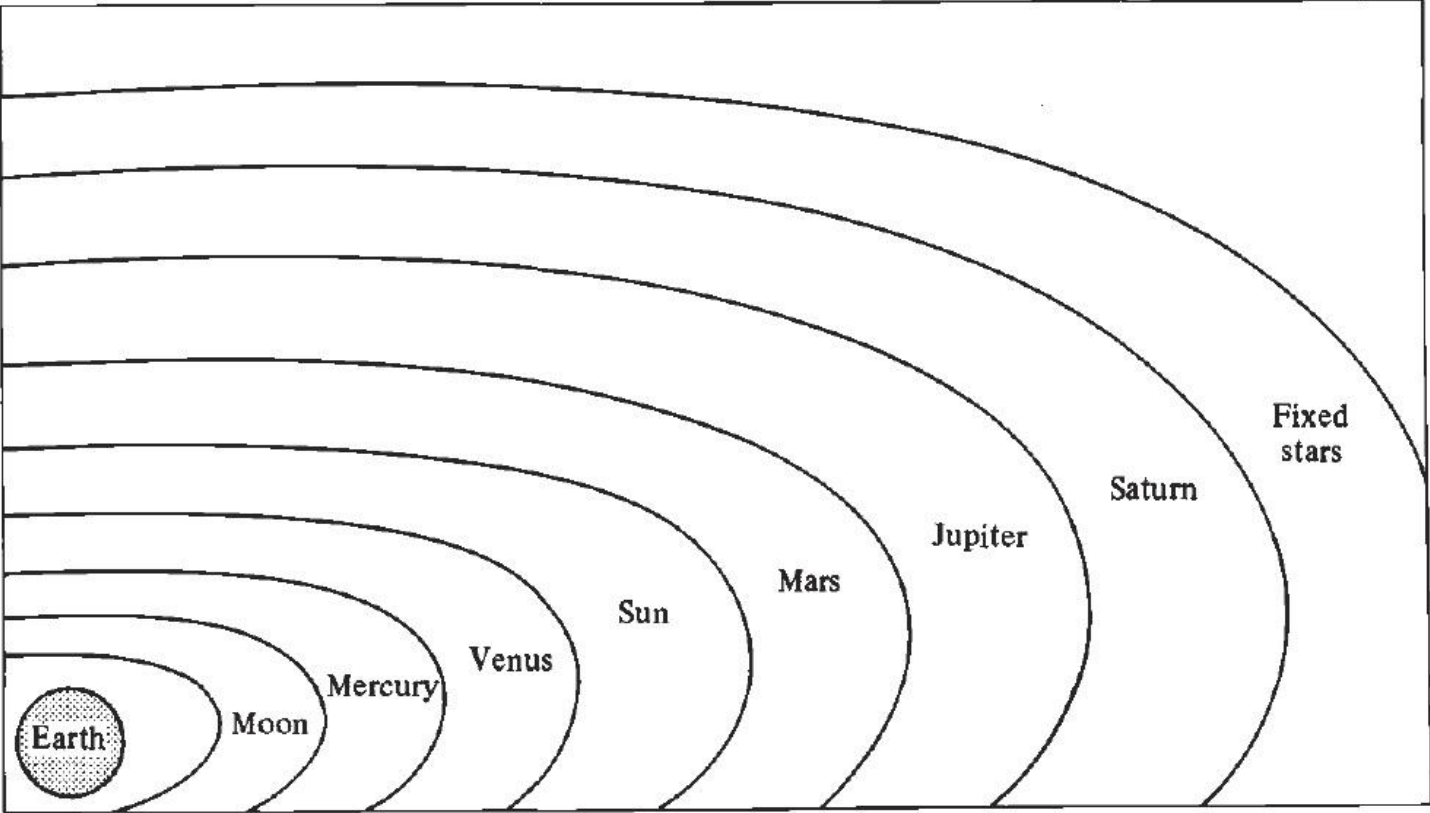 Fixed
stars
Saturn
Jupiter
Mars
Sun
Venus
Mercury
Moon
Earth